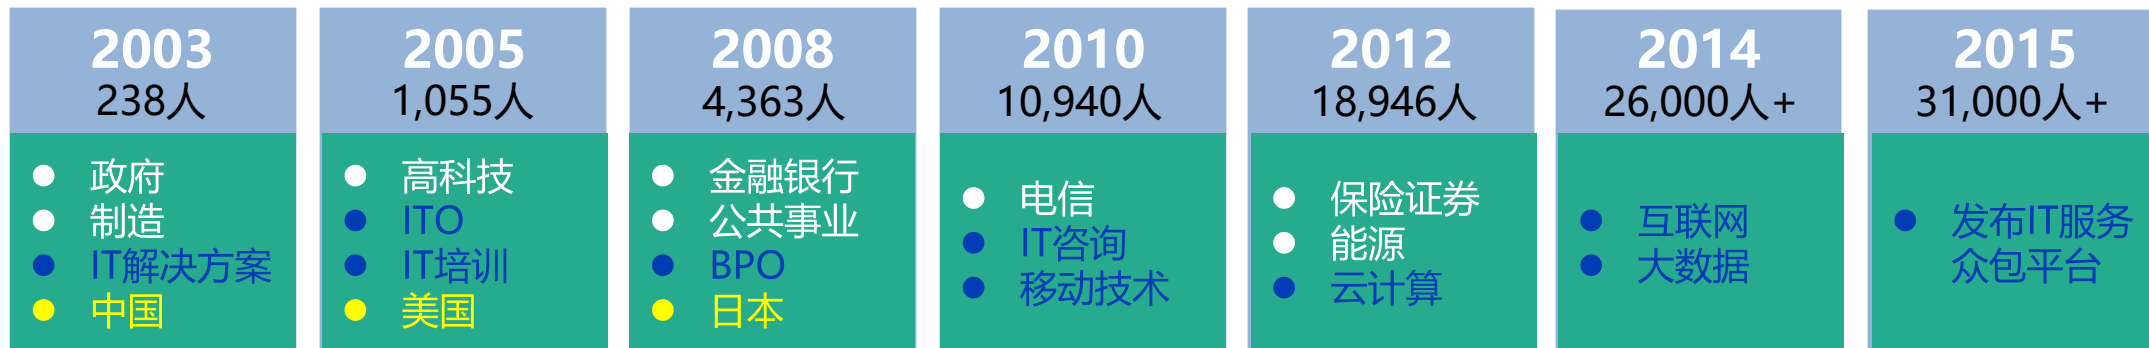 2003
238人
● 政府
● 制造
● IT解决方案
● 中国
2005
1,055人
● 高科技
● ITO
● IT培训
● 美国
2008
4,363人
● 金融银行
● 公共事业
● BPO
● 日本
2010
10,940人
● 电信
● IT咨询
● 移动技术
2012
18,946人
● 保险证券
● 能源
● 云计算
2014
26,000人+
● 互联网
● 大数据
2015
31,000人+
● 发布IT服务
众包平台